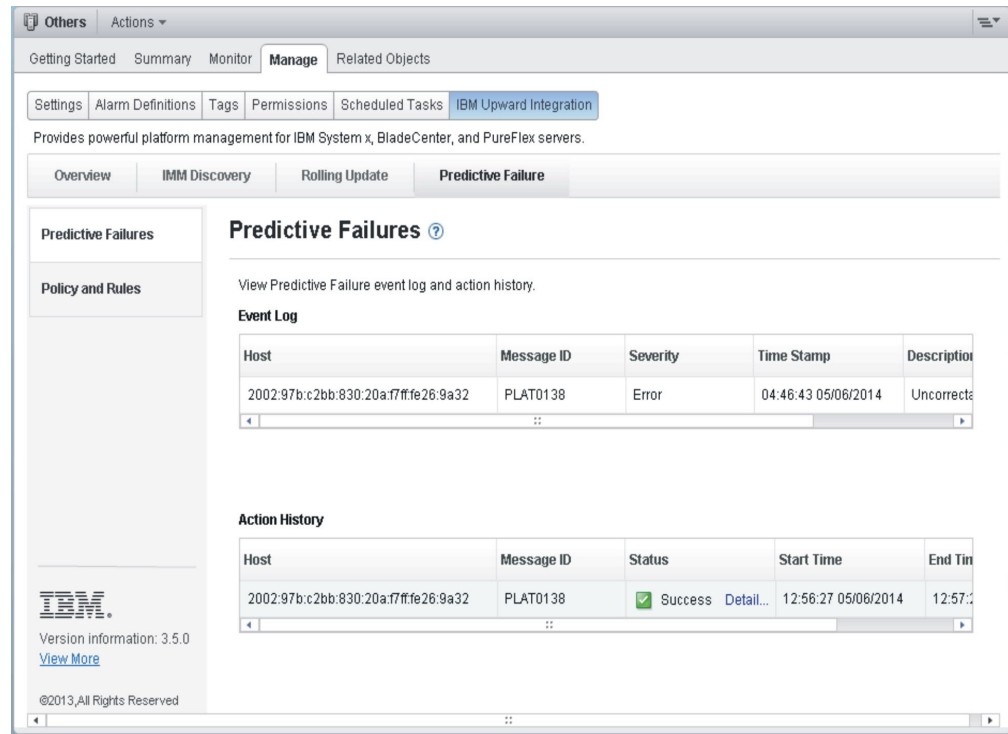 Others Actions
Getting Started Summary Monitor Manage Related Objects
Settings Alarm Definitions Tags Permissions Scheduled Tasks IBM Upward Integration
Provides powerful platform management for IBM System x, BladeCenter, and PureFlex servers.
Overview IMM Discovery Rolling Update Predictive Failure
Predictive Failures
Policy and Rules
Predictive Failures ?
View Predictive Failure event log and action history.
Event Log
Host Message ID Severity Time Stamp Description
2002:97b:c2bb:830:20a:f7ff:fe26:9a32 PLAT0138 Error 04:46:43 05/06/2014 Uncorrecta
Action History
Host Message ID Status Start Time End Tim
2002:97b:c2bb:830:20a:f7ff:fe26:9a32 PLAT0138 Success Detail... 12:56:27 05/06/2014 12:57:2
IBM.
Version information: 3.5.0
View More
©2013,All Rights Reserved